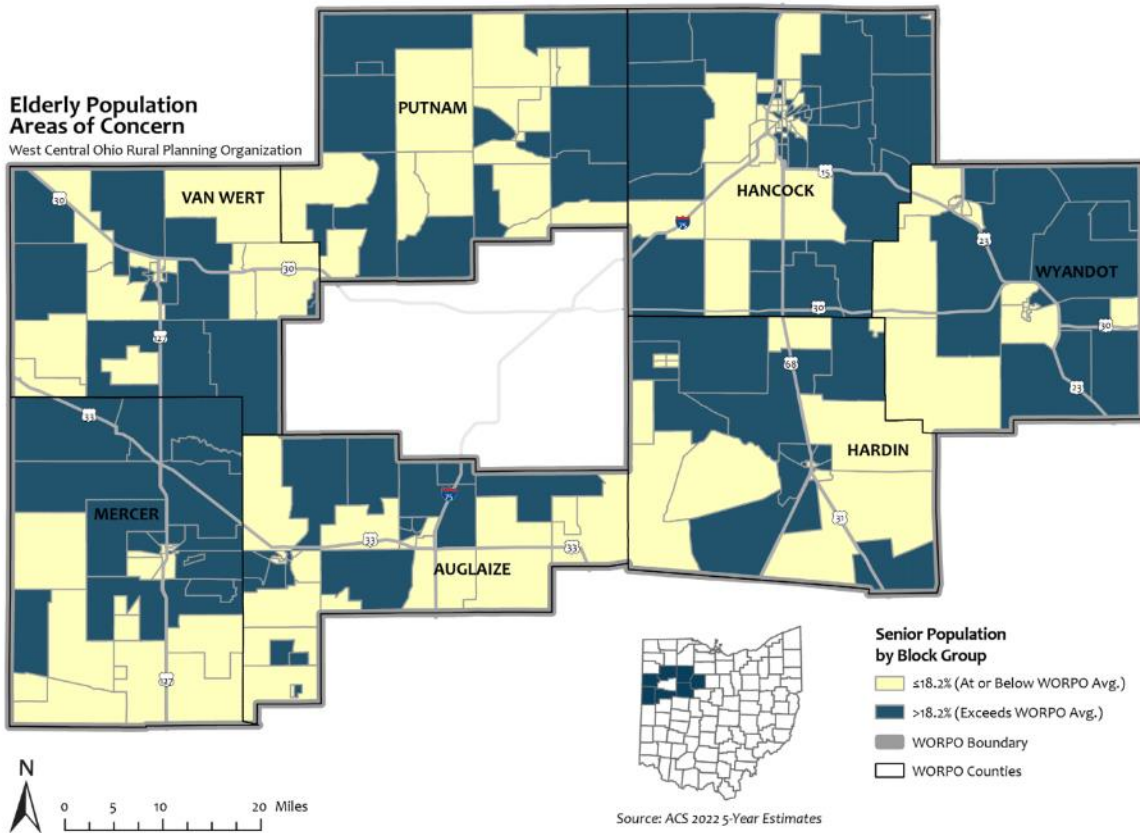 Elderly Population
Areas of Concern
West Central Ohio Rural Planning Organization
PUTNAM
VAN WERT
HANCOCK
WYANDOT
HARDIN
MERCER
AUGLAIZE
30
30
127
33
75
15
23
30
30
23
68
31
75
33
33
127
N
0 5 10 20 Miles
Senior Population
by Block Group
≤18.2% (At or Below WORPO Avg.)
>18.2% (Exceeds WORPO Avg.)
WORPO Boundary
WORPO Counties
Source: ACS 2022 5-Year Estimates